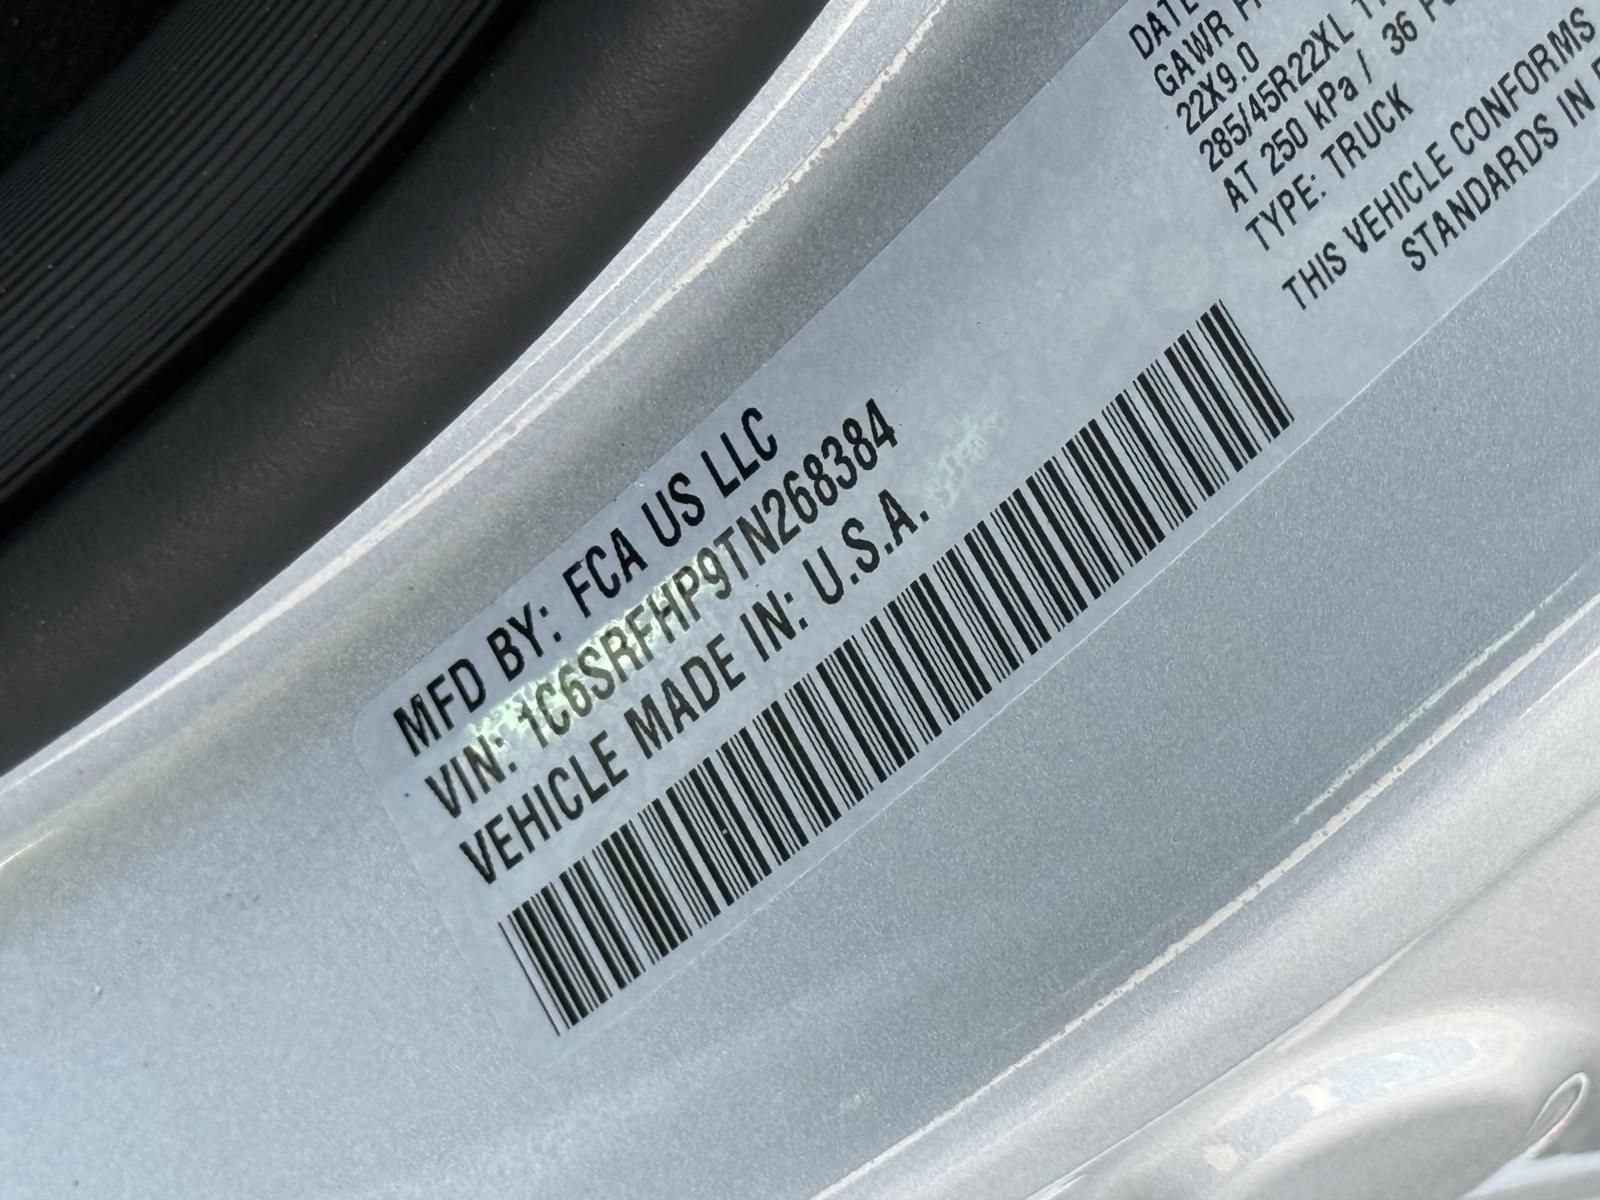 MFD BY: FCA US LLC
VIN: 1C6SRFHP9TN268384
VEHICLE MADE IN: U.S.A.
DATE
GAWR
22X9.0
285/45R22XL
AT 250 kPa / 36
TYPE: TRUCK
THIS VEHICLE CONFORMS
STANDARDS IN